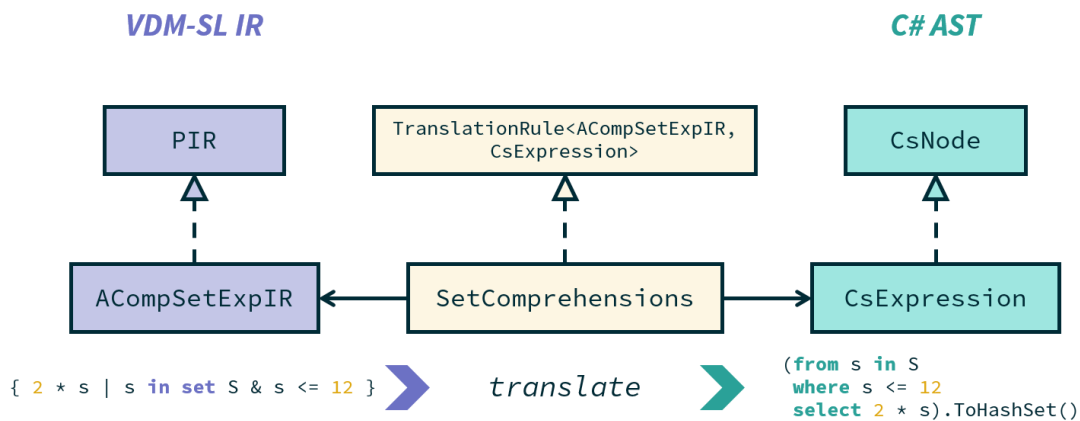 VDM-SL IR
C# AST
PIR
TranslationRule<ACompSetExpIR,
CsExpression>
CsNode
ACompSetExpIR
SetComprehensions
CsExpression
{ 2 * s | s in set S & s <= 12 }
translate
(from s in S
where s <= 12
select 2 * s).ToHashSet()